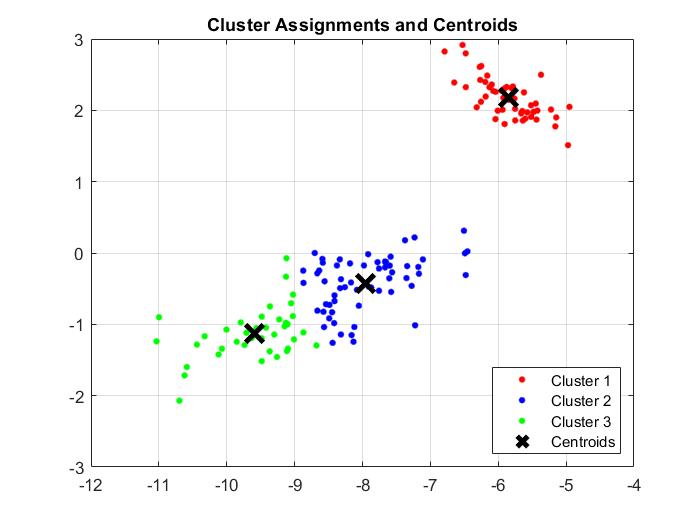 Cluster Assignments and Centroids
3
2
1
0
-1
-2
-3
Cluster 1
Cluster 2
Cluster 3
Centroids
-12 -11 -10 -9 -8 -7 -6 -5 -4